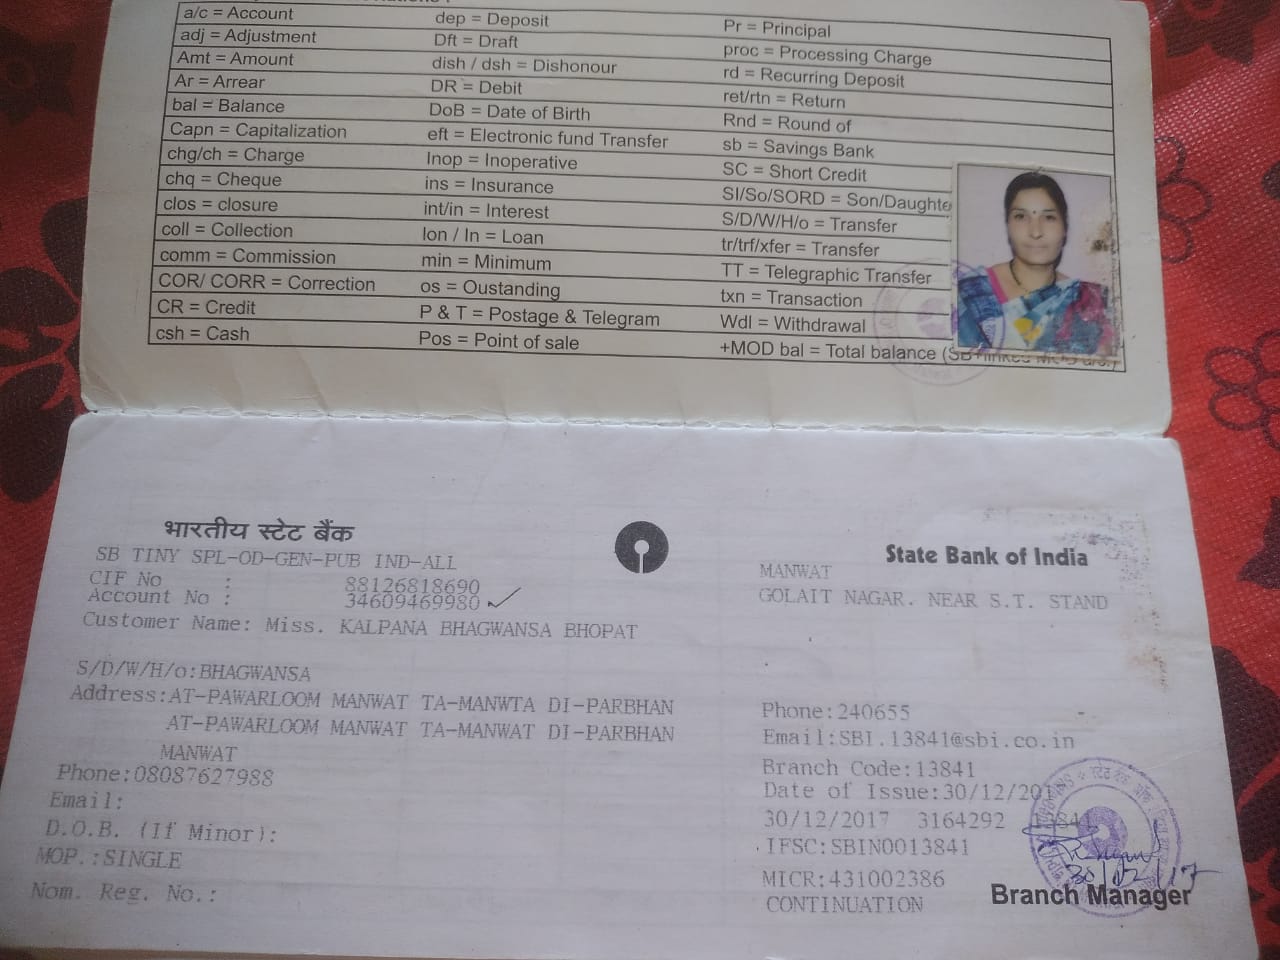 a/c = Account dep = Deposit Pr = Principal
adj = Adjustment Dft = Draft proc = Processing Charge
Amt = Amount dish / dsh = Dishonour rd = Recurring Deposit
Ar = Arrear DR = Debit ret/rtn = Return
bal = Balance DoB = Date of Birth Rnd = Round of
Capn = Capitalization eft = Electronic fund Transfer sb = Savings Bank
chg/ch = Charge Inop = Inoperative SC = Short Credit
chq = Cheque ins = Insurance SI/So/SORD = Son/Daughte
clos = closure int/in = Interest S/D/W/H/o = Transfer
coll = Collection lon / ln = Loan tr/trf/xfer = Transfer
comm = Commission min = Minimum TT = Telegraphic Transfer
COR/ CORR = Correction os = Oustanding txn = Transaction
CR = Credit P & T = Postage & Telegram Wdl = Withdrawal
csh = Cash Pos = Point of sale +MOD bal = Total balance (SB+linked MOD a/c.)
भारतीय स्टेट बैंक
State Bank of India
SB TINY SPL-OD-GEN-PUB IND-ALL
CIF No : 88126818690
Account No : 34609469980
Customer Name: Miss. KALPANA BHAGWANSA BHOPAT
MANWAT
GOLAIT NAGAR. NEAR S.T. STAND
S/D/W/H/o:BHAGWANSA
Address:AT-PAWARLOOM MANWAT TA-MANWTA DI-PARBHAN
AT-PAWARLOOM MANWAT TA-MANWAT DI-PARBHAN
MANWAT
Phone:08087627988
Email:
D.O.B. (If Minor):
MOP.:SINGLE
Nom. Reg. No.:
Phone:240655
Email:SBI.13841@sbi.co.in
Branch Code:13841
Date of Issue:30/12/201
30/12/2017 3164292 13841
IFSC:SBIN0013841
MICR:431002386
CONTINUATION
Branch Manager